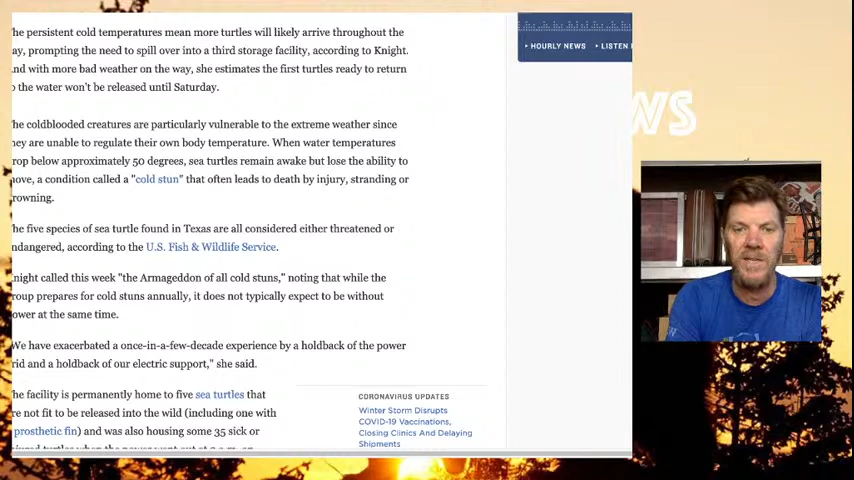 he persistent cold temperatures mean more turtles will likely arrive throughout the
ay, prompting the need to spill over into a third storage facility, according to Knight.
nd with more bad weather on the way, she estimates the first turtles ready to return
o the water won't be released until Saturday.
he coldblooded creatures are particularly vulnerable to the extreme weather since
hey are unable to regulate their own body temperature. When water temperatures
rop below approximately 50 degrees, sea turtles remain awake but lose the ability to
ove, a condition called a "cold stun" that often leads to death by injury, stranding or
rowning.
he five species of sea turtle found in Texas are all considered either threatened or
ndangered, according to the U.S. Fish & Wildlife Service.
night called this week "the Armageddon of all cold stuns," noting that while the
roup prepares for cold stuns annually, it does not typically expect to be without
ower at the same time.
We have exacerbated a once-in-a-few-decade experience by a holdback of the power
rid and a holdback of our electric support," she said.
he facility is permanently home to five sea turtles that
re not fit to be released into the wild (including one with
prosthetic fin) and was also housing some 35 sick or
CORONAVIRUS UPDATES
Winter Storm Disrupts
COVID-19 Vaccinations,
Closing Clinics And Delaying
Shipments
HOURLY NEWS
LISTEN
WS